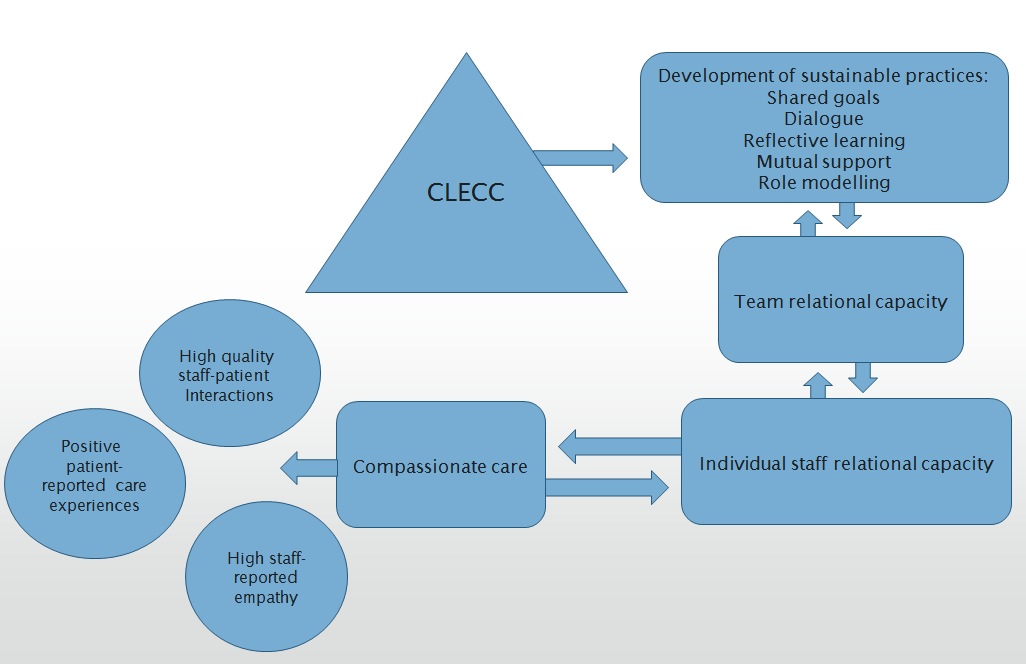 CLECC
Development of sustainable practices:
Shared goals
Dialogue
Reflective learning
Mutual support
Role modelling
Team relational capacity
Individual staff relational capacity
Compassionate care
High quality
staff-patient
Interactions
Positive
patient-
reported care
experiences
High staff-
reported
empathy